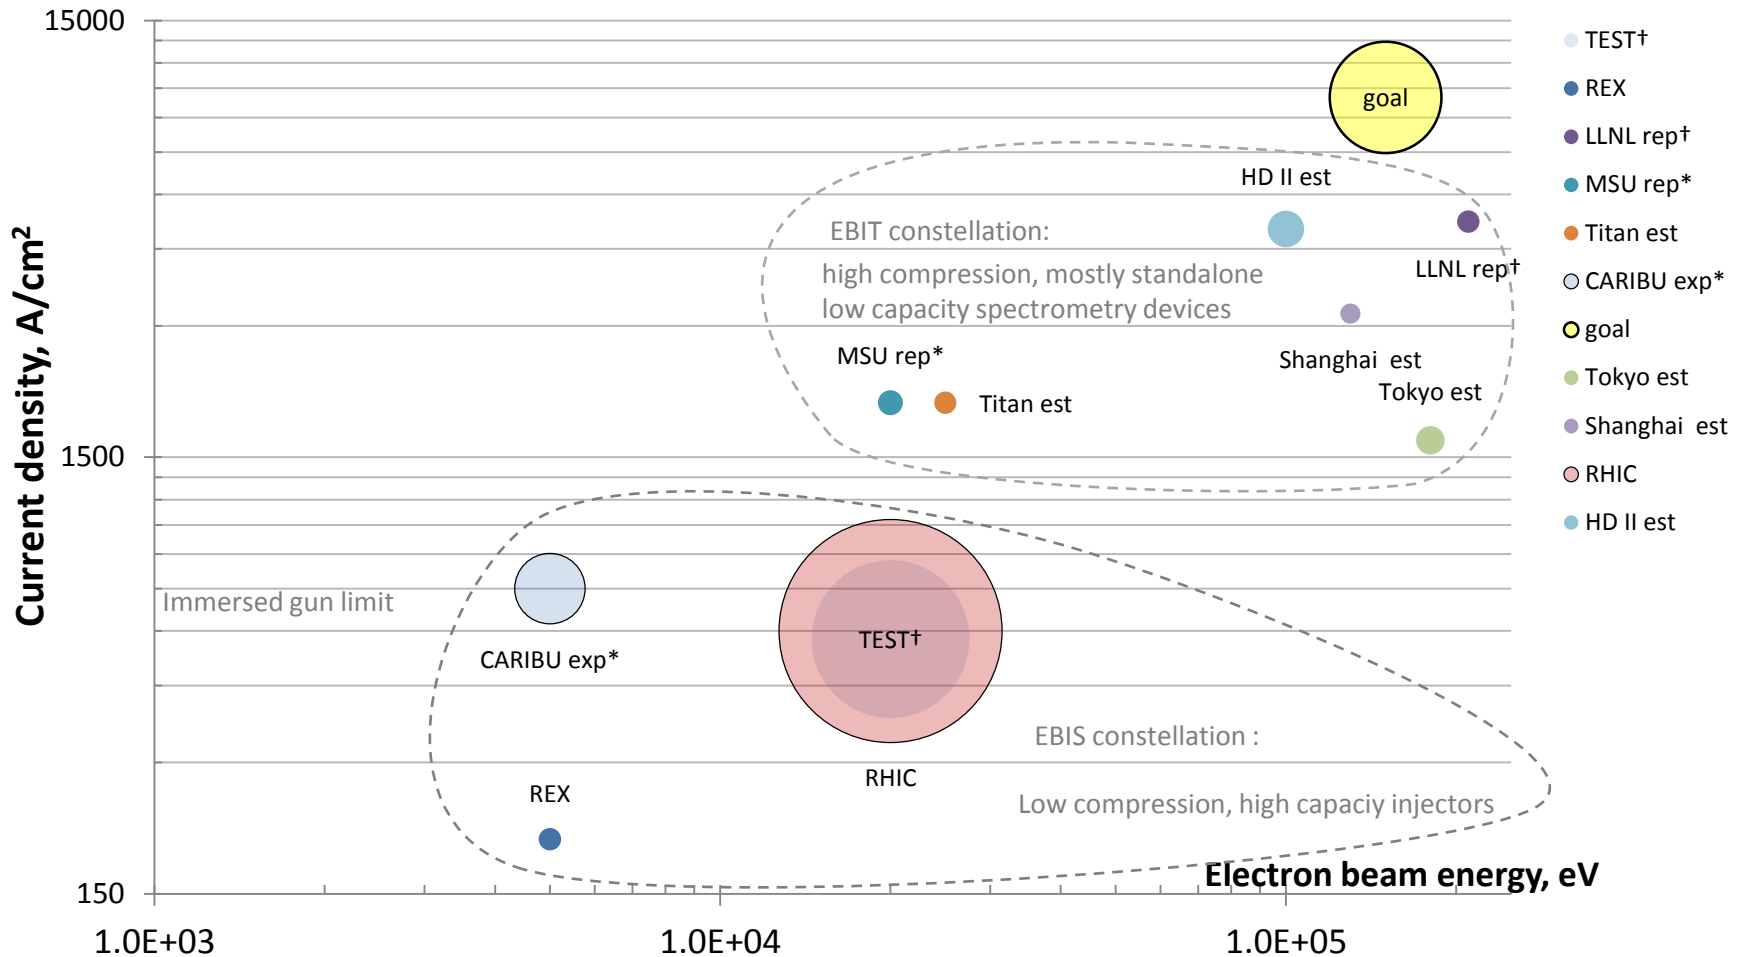 15000
1500
150
Current density, A/cm²
1.0E+03
1.0E+04
1.0E+05
Electron beam energy, eV
goal
HD II est
EBIT constellation:
high compression, mostly standalone
low capacity spectrometry devices
LLNL rep†
MSU rep*
Titan est
Shanghai est
Tokyo est
Immersed gun limit
CARIBU exp*
TEST†
RHIC
REX
EBIS constellation :
Low compression, high capaciy injectors
TEST†
REX
LLNL rep†
MSU rep*
Titan est
CARIBU exp*
goal
Tokyo est
Shanghai est
RHIC
HD II est